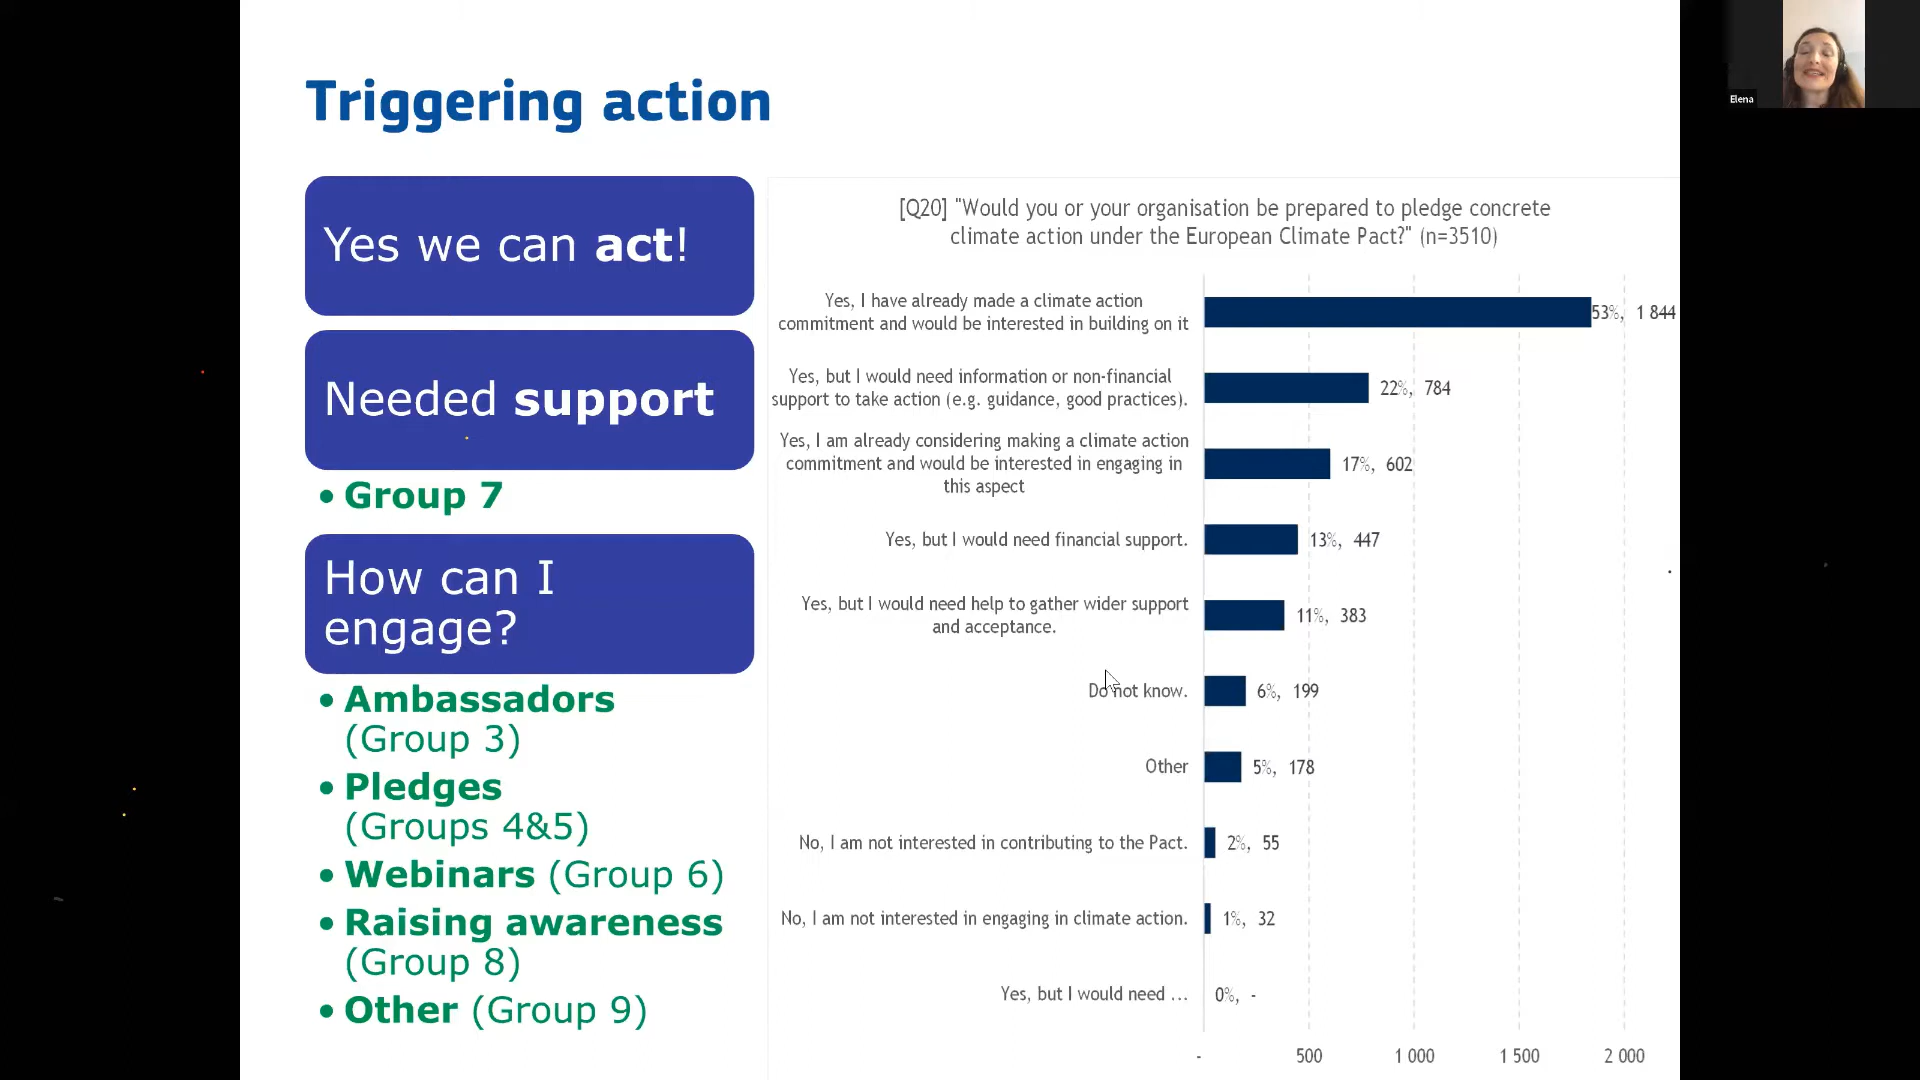 Triggering action
Yes we can act!
Needed support
• Group 7
How can I
engage?
• Ambassadors
(Group 3)
• Pledges
(Groups 4&5)
• Webinars (Group 6)
• Raising awareness
(Group 8)
• Other (Group 9)
[Q20] "Would you or your organisation be prepared to pledge concrete
climate action under the European Climate Pact?" (n=3510)
Yes, I have already made a climate action
commitment and would be interested in building on it
53%, 1 844
Yes, but I would need information or non-financial
support to take action (e.g. guidance, good practices).
22%, 784
Yes, I am already considering making a climate action
commitment and would be interested in engaging in
this aspect
17%, 602
Yes, but I would need financial support.
13%, 447
Yes, but I would need help to gather wider support
and acceptance.
11%, 383
Do not know.
6%, 199
Other
5%, 178
No, I am not interested in contributing to the Pact.
2%, 55
No, I am not interested in engaging in climate action.
1%, 32
Yes, but I would need ...
0%, -
- 500 1 000 1 500 2 000
Elena